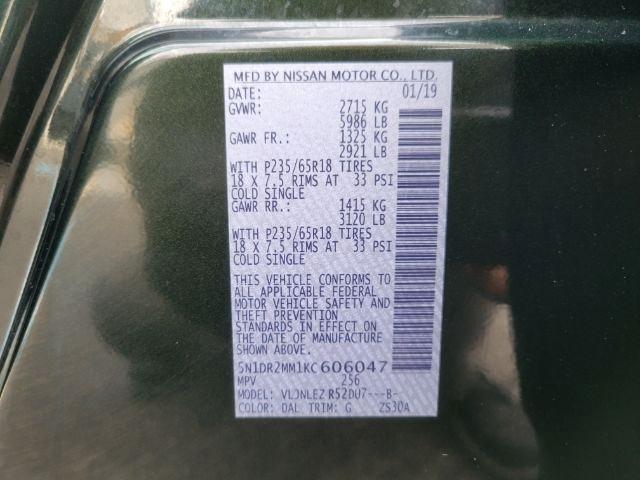 MFD BY NISSAN MOTOR CO., LTD.
DATE: 01/19
GVWR: 2715 KG
5986 LB
GAWR FR.: 1325 KG
2921 LB
WITH P235/65R18 TIRES
18 X 7.5 RIMS AT 33 PSI
COLD SINGLE
GAWR RR.: 1415 KG
3120 LB
WITH P235/65R18 TIRES
18 X 7.5 RIMS AT 33 PSI
COLD SINGLE
THIS VEHICLE CONFORMS TO
ALL APPLICABLE FEDERAL
MOTOR VEHICLE SAFETY AND
THEFT PREVENTION
STANDARDS IN EFFECT ON
THE DATE OF MANUFACTURE
SHOWN ABOVE.
5N1DR2MM1KC606047
MPV 256
MODEL: VLJNLEZ R52DU7---B-
COLOR: DAL TRIM: G ZS30A